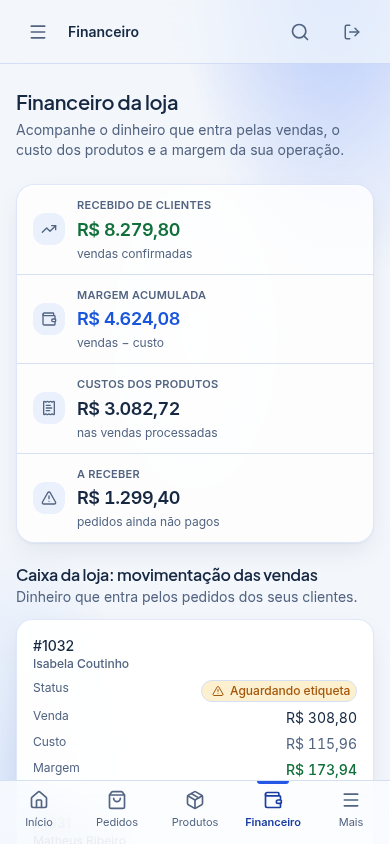 Financeiro
Financeiro da loja
Acompanhe o dinheiro que entra pelas vendas, o
custo dos produtos e a margem da sua operação.
RECEBIDO DE CLIENTES
R$ 8.279,80
vendas confirmadas
MARGEM ACUMULADA
R$ 4.624,08
vendas − custo
CUSTOS DOS PRODUTOS
R$ 3.082,72
nas vendas processadas
A RECEBER
R$ 1.299,40
pedidos ainda não pagos
Caixa da loja: movimentação das vendas
Dinheiro que entra pelos pedidos dos seus clientes.
#1032
Isabela Coutinho
Status
Aguardando etiqueta
Venda
R$ 308,80
Custo
R$ 115,96
Margem
R$ 173,94
Início
Pedidos
Produtos
Financeiro
Mais
Matheus Ribeiro